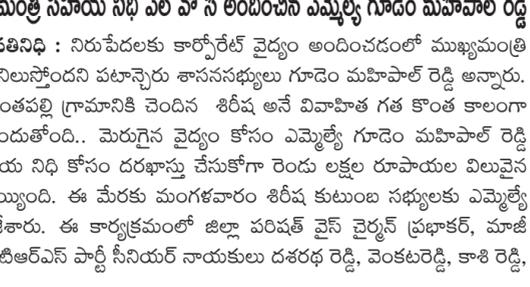 మంత్రి సహాయ నిధి ఎల్ వో సి అందించిన ఎమ్మెల్యే గూడెం మహిపాల్ రెడ్డి
తినిధి : నిరుపేదలకు కార్పోరేట్ వైద్యం అందించడంలో ముఖ్యమంత్రి
నిలుస్తోందని పటాన్చెరు శాసనసభ్యులు గూడెం మహిపాల్ రెడ్డి అన్నారు.
ంతపల్లి గ్రామానికి చెందిన శిరీష అనే వివాహిత గత కొంత కాలంగా
ందుతోంది.. మెరుగైన వైద్యం కోసం ఎమ్మెల్యే గూడెం మహిపాల్ రెడ్డి
య నిధి కోసం దరఖాస్తు చేసుకోగా రెండు లక్షల రూపాయల విలువైన
య్యింది. ఈ మేరకు మంగళవారం శిరీష కుటుంబ సభ్యులకు ఎమ్మెల్యే
శారు. ఈ కార్యక్రమంలో జిల్లా పరిషత్ వైస్ చైర్మన్ ప్రభాకర్, మాజీ
టిఆర్ఎస్ పార్టీ సీనియర్ నాయకులు దశరథ రెడ్డి, వెంకటరెడ్డి, కాశి రెడ్డి,